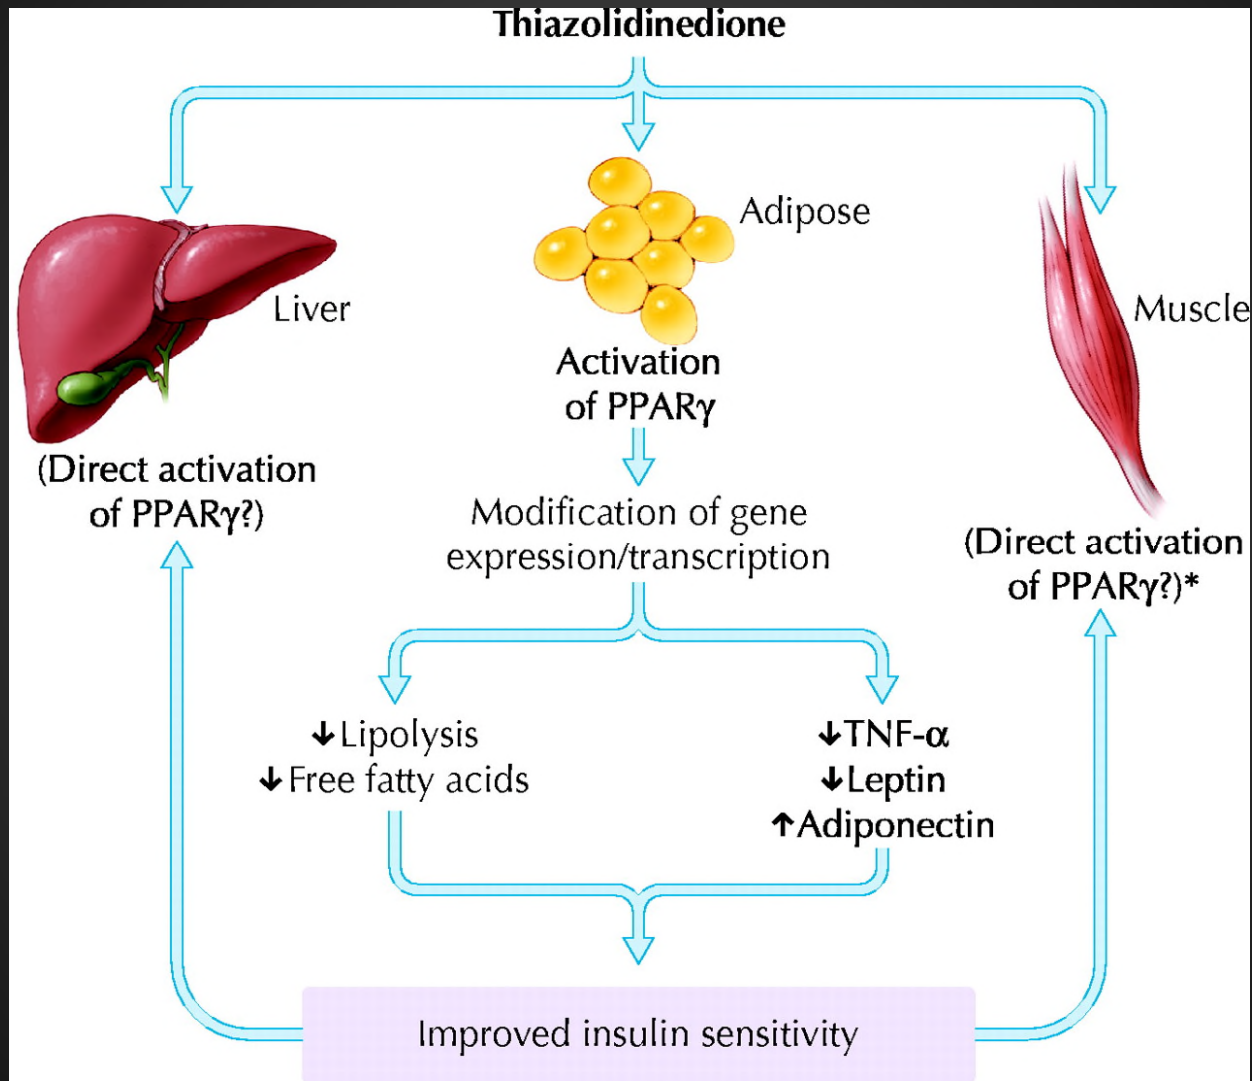 Thiazolidinedione
Liver
(Direct activation
of PPARγ?)
Adipose
Activation
of PPARγ
Modification of gene
expression/transcription
↓Lipolysis
↓Free fatty acids
↓TNF-α
↓Leptin
↑Adiponectin
Muscle
(Direct activation
of PPARγ?)*
Improved insulin sensitivity